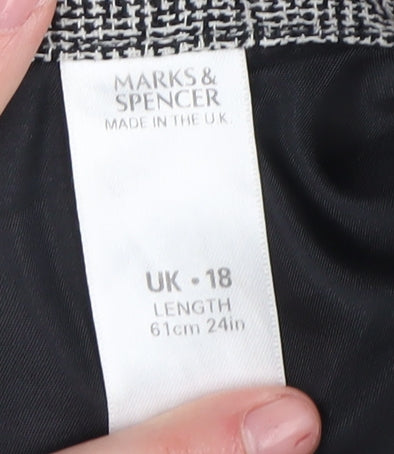 MARKS &
SPENCER
MADE IN THE U.K.
UK • 18
LENGTH
61cm 24in